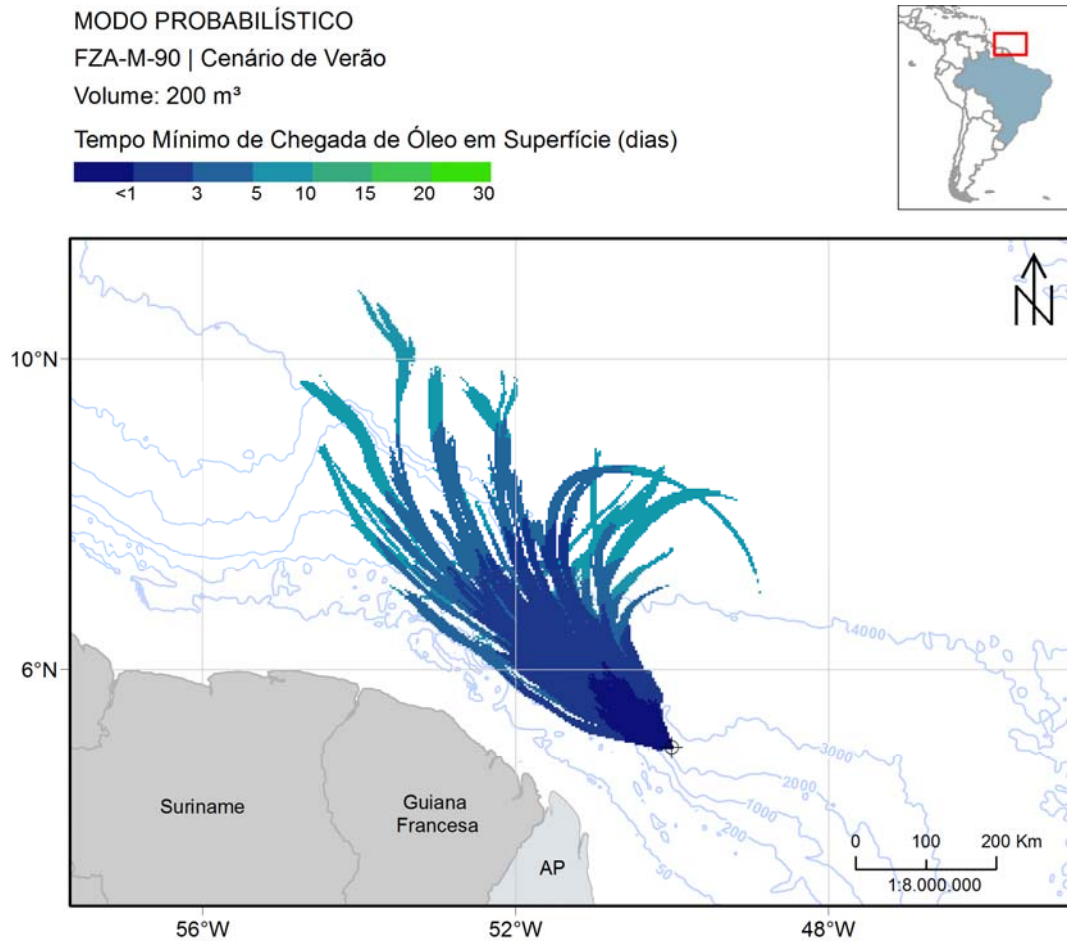 MODO PROBABILÍSTICO
FZA-M-90 | Cenário de Verão
Volume: 200 m³
Tempo Mínimo de Chegada de Óleo em Superfície (dias)
<1 3 5 10 15 20 30
N
10°N
4000
6°N
3000
2000
1000
200
50
Suriname
Guiana
Francesa
AP
0 100 200 Km
1:8.000.000
56°W 52°W 48°W